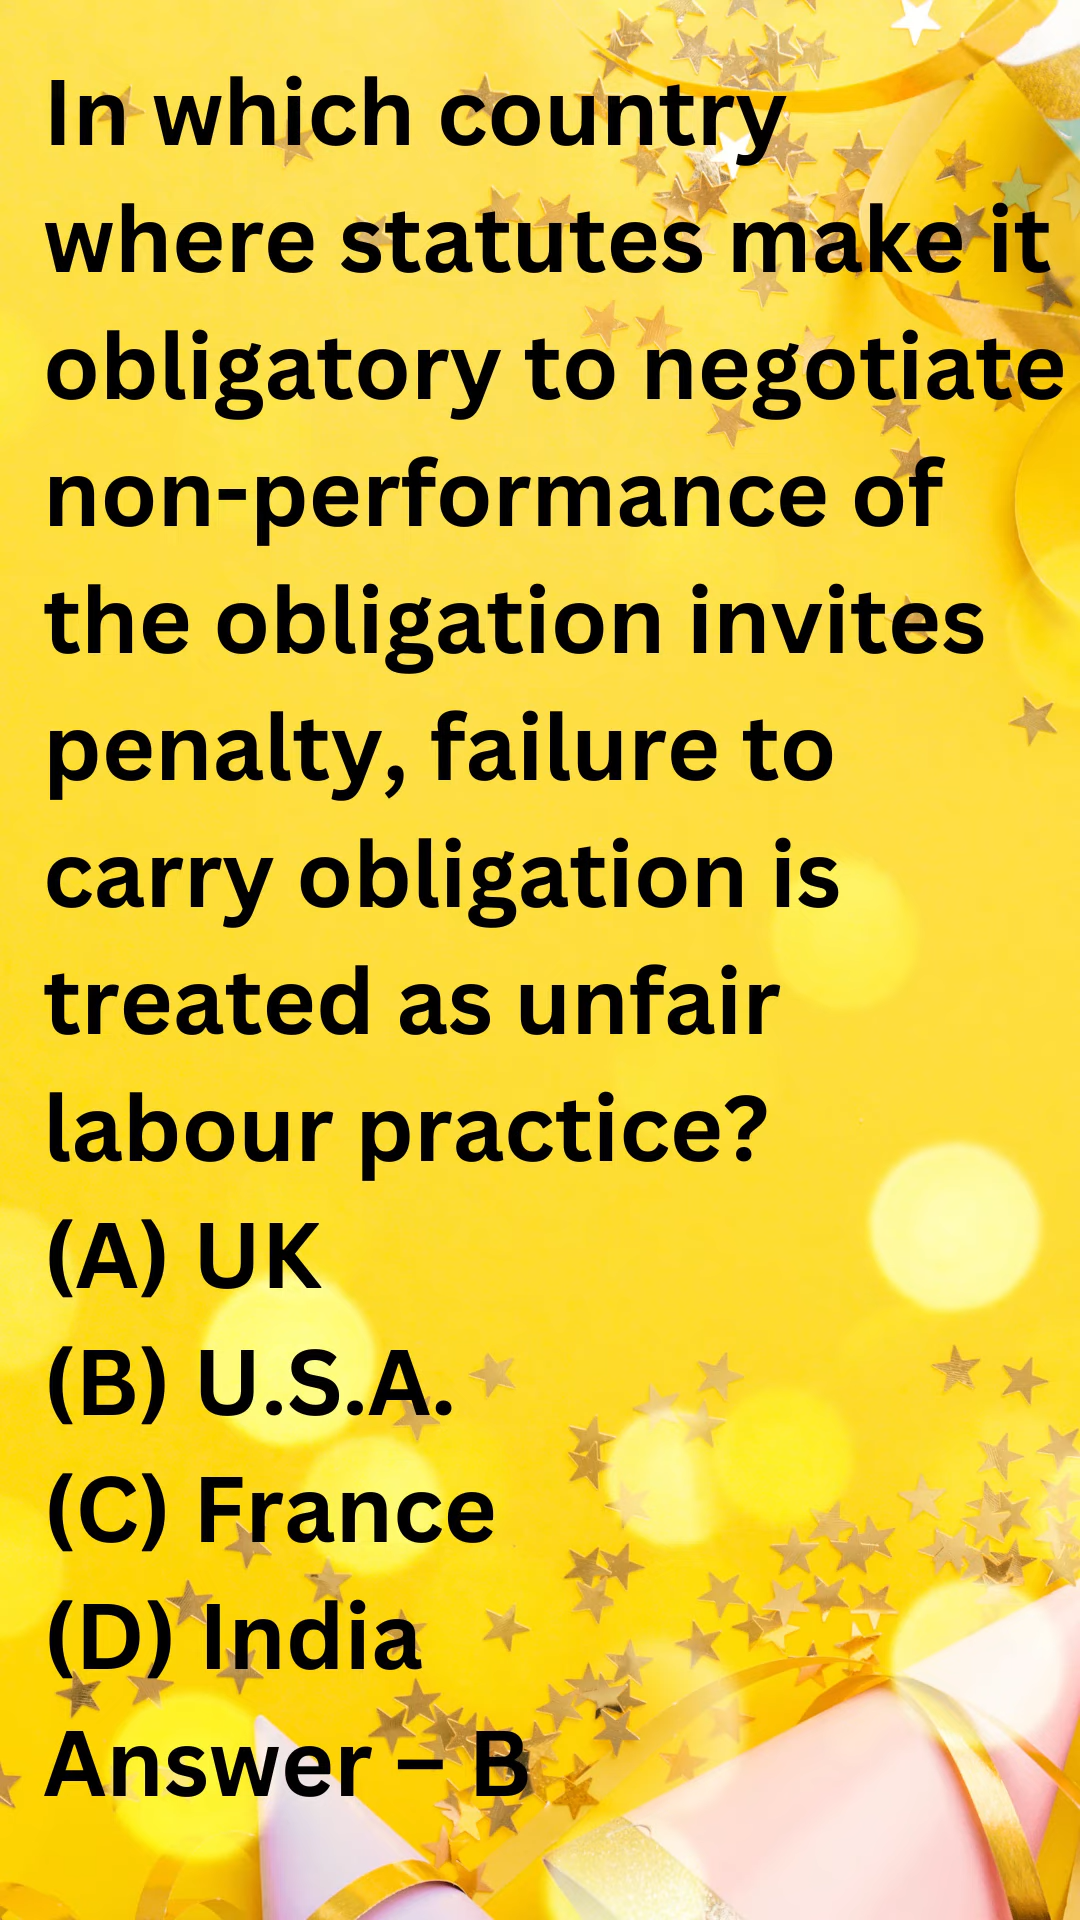 In which country
where statutes make it
obligatory to negotiate
non-performance of
the obligation invites
penalty, failure to
carry obligation is
treated as unfair
labour practice?
(A) UK
(B) U.S.A.
(C) France
(D) India
Answer – B